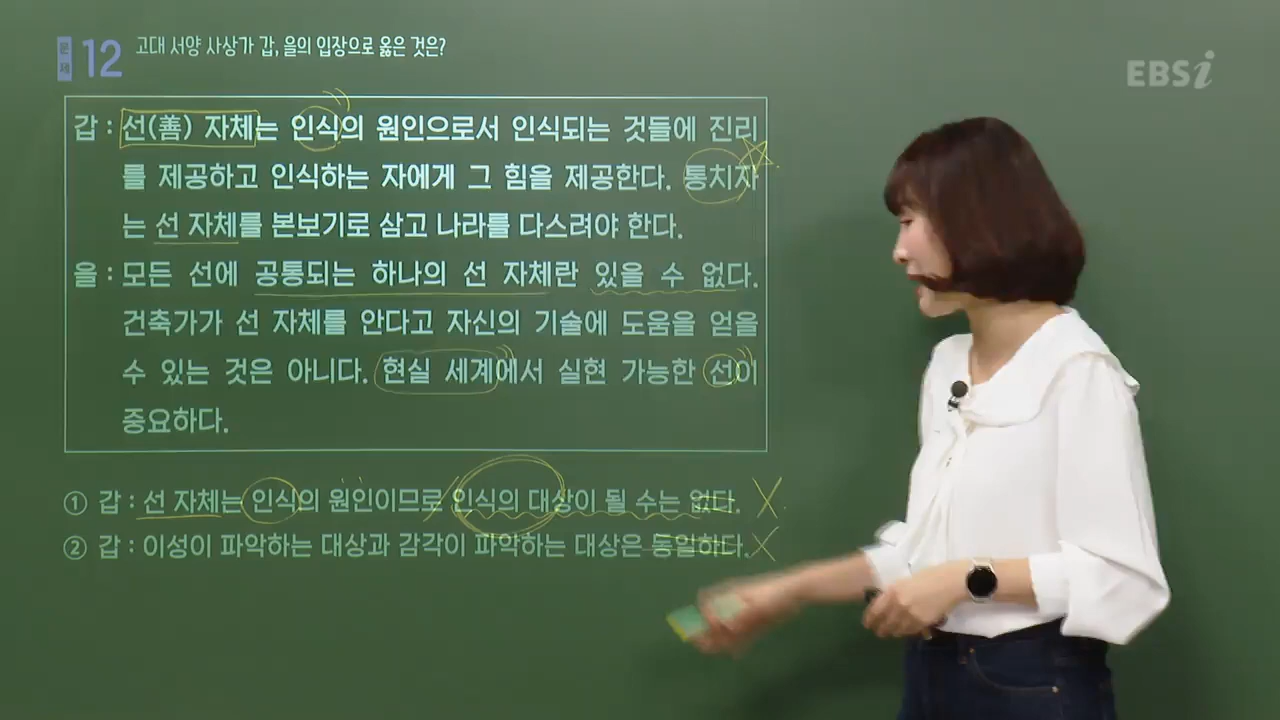 문제 12 고대 서양 사상가 갑, 을의 입장으로 옳은 것은?
EBSi
갑 : 선(善) 자체는 인식의 원인으로서 인식되는 것들에 진리
를 제공하고 인식하는 자에게 그 힘을 제공한다. 통치자
는 선 자체를 본보기로 삼고 나라를 다스려야 한다.
을 : 모든 선에 공통되는 하나의 선 자체란 있을 수 없다.
건축가가 선 자체를 안다고 자신의 기술에 도움을 얻을
수 있는 것은 아니다. 현실 세계에서 실현 가능한 선이
중요하다.
① 갑 : 선 자체는 인식의 원인이므로 인식의 대상이 될 수는 없다.
② 갑 : 이성이 파악하는 대상과 감각이 파악하는 대상은 동일하다.